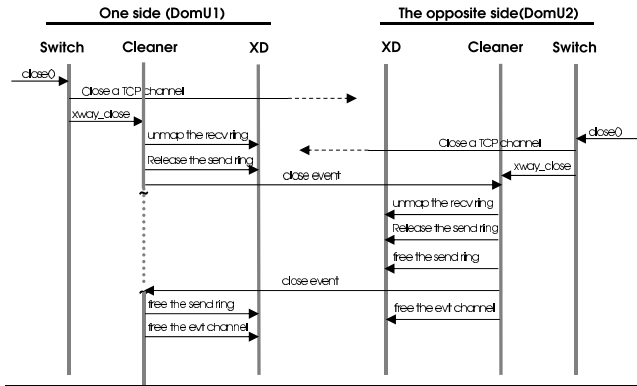 One side (DomU1)
The opposite side(DomU2)
Switch Cleaner XD
XD Cleaner Switch
close()
Close a TCP channel
xway_close
close()
unmap the recv ring
Close a TCP channel
Release the send ring
xway_close
close event
unmap the recv ring
Release the send ring
free the send ring
close event
free the send ring
free the evt channel
free the evt channel